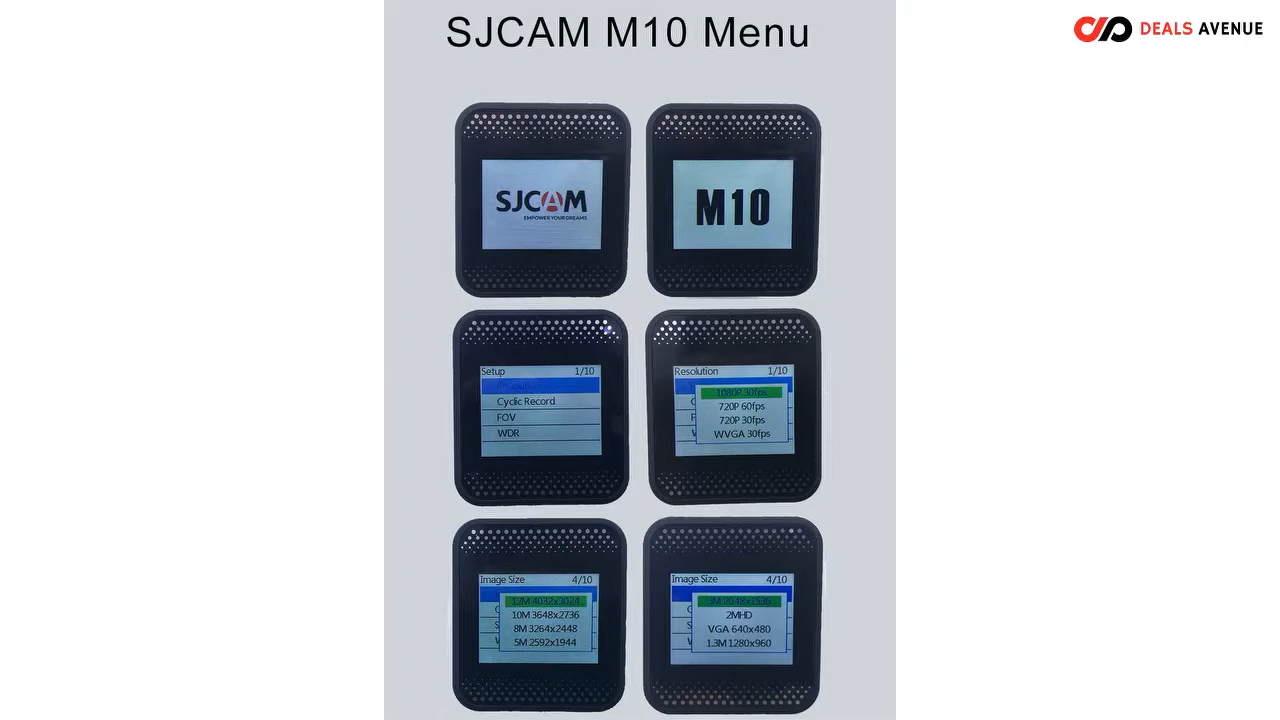 SJCAM M10 Menu
DEALS AVENUE
SJCAM
EMPOWER YOUR DREAMS
M10
Setup 1/10
Resolution
Cyclic Record
FOV
WDR
Resolution 1/10
1080P 30fps
720P 60fps
720P 30fps
WVGA 30fps
Image Size 4/10
12M 4032x3024
10M 3648x2736
8M 3264x2448
5M 2592x1944
Image Size 4/10
3M 2048x1536
2MHD
VGA 640x480
1.3M 1280x960